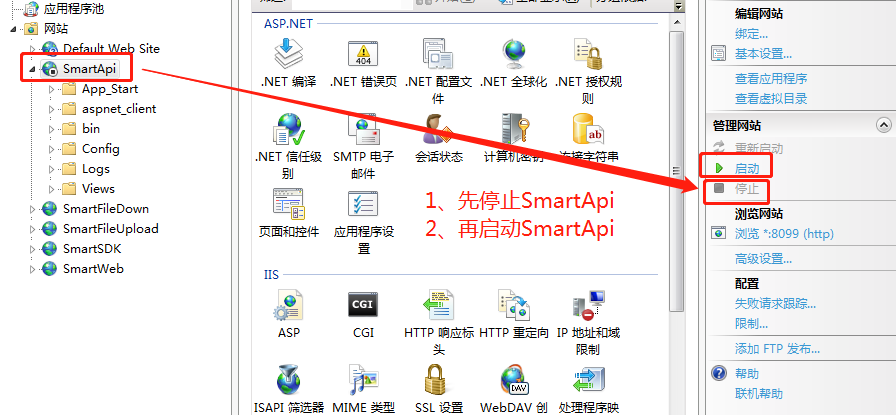 应用程序池
网站
Default Web Site
SmartApi
App_Start
aspnet_client
bin
Config
Logs
Views
SmartFileDown
SmartFileUpload
SmartSDK
SmartWeb
ASP.NET
.NET 编译
.NET 错误页
.NET 配置文
件
.NET 全球化
.NET 授权规
则
.NET 信任级
别
SMTP 电子
邮件
会话状态
计算机密钥
连接字符串
页面和控件
应用程序设
置
1、先停止SmartApi
2、再启动SmartApi
IIS
ASP
CGI
HTTP 响应标
头
HTTP 重定向
IP 地址和域
限制
ISAPI 筛选器
MIME 类型
SSL 设置
WebDAV 创
处理程序映
编辑网站
绑定...
基本设置...
查看应用程序
查看虚拟目录
管理网站
重新启动
启动
停止
浏览网站
浏览 *:8099 (http)
高级设置...
配置
失败请求跟踪...
限制...
添加 FTP 发布...
帮助
联机帮助